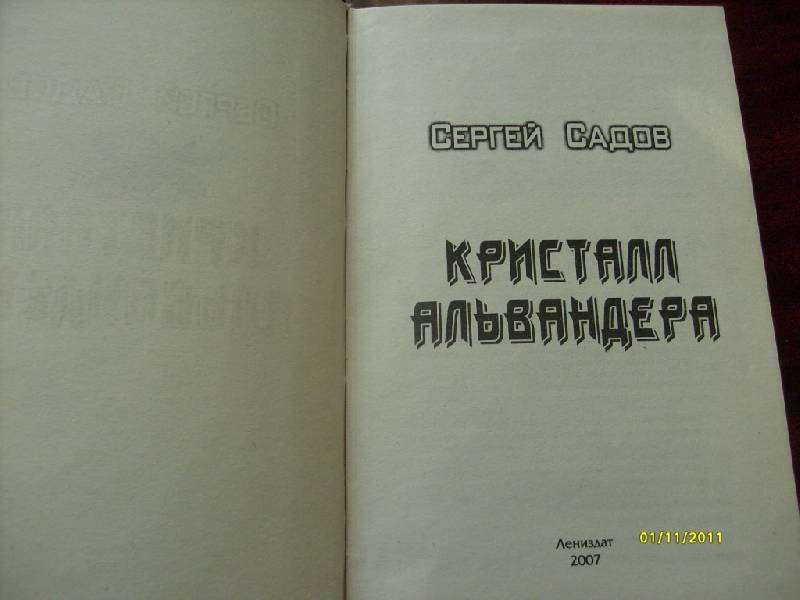 Сергей Садов
КРИСТАЛЛ
АЛЬВАНДЕРА
Лениздат
2007
01/11/2011